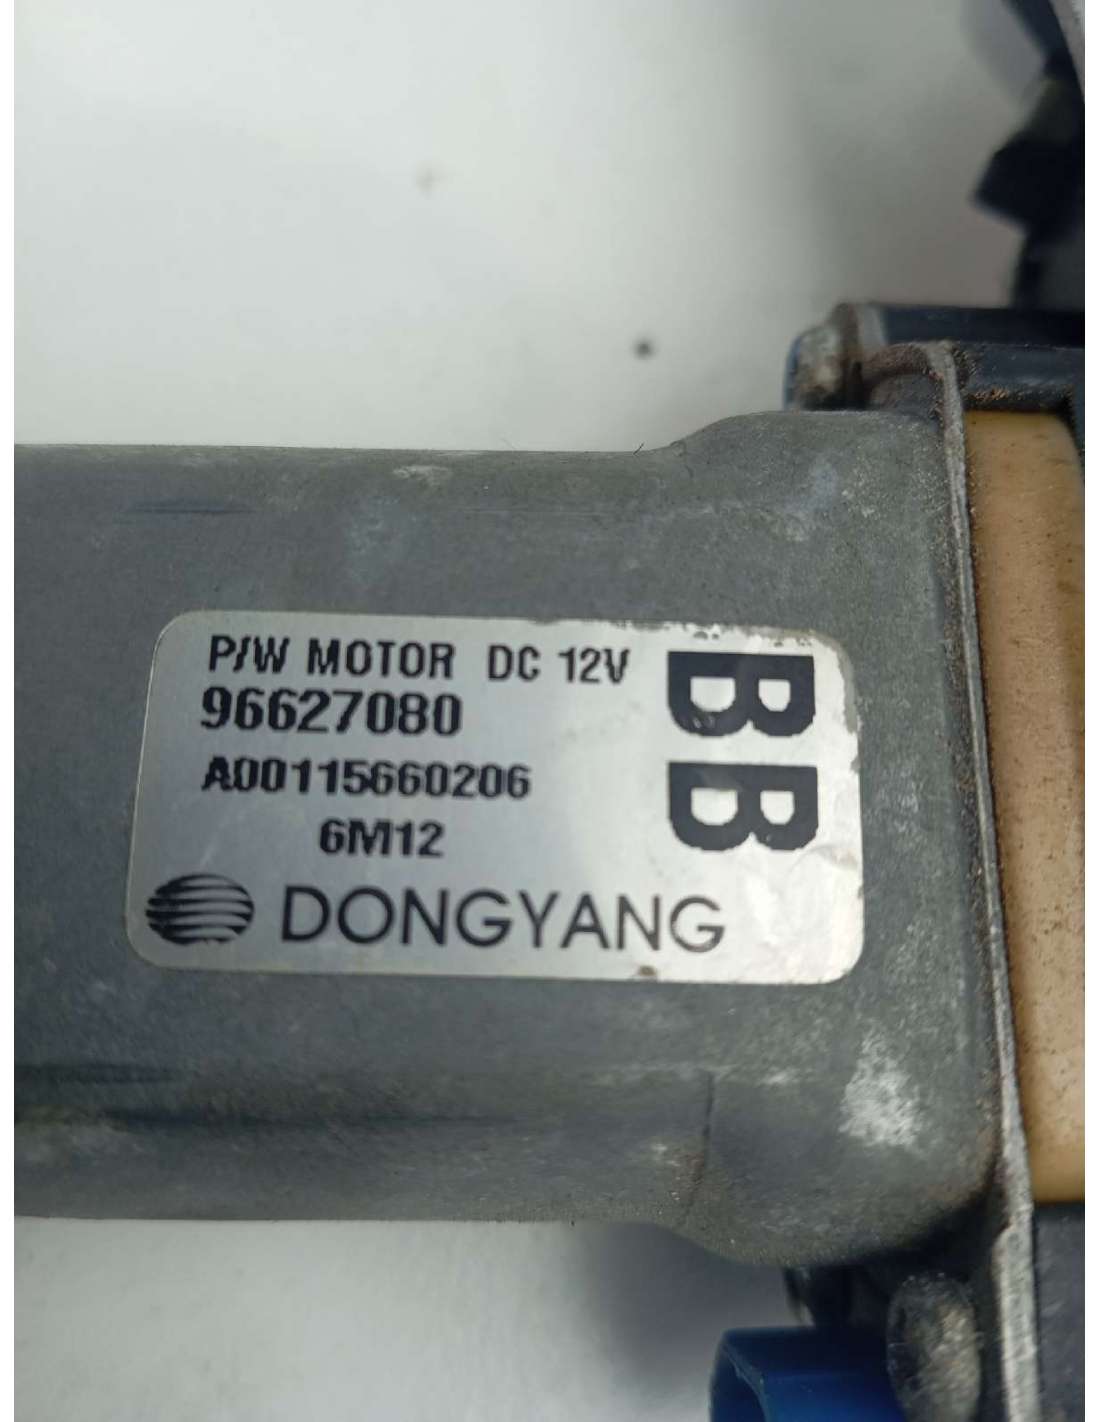 P/W MOTOR DC 12V
96627080
A00115660206
6M12
DONGYANG
BB